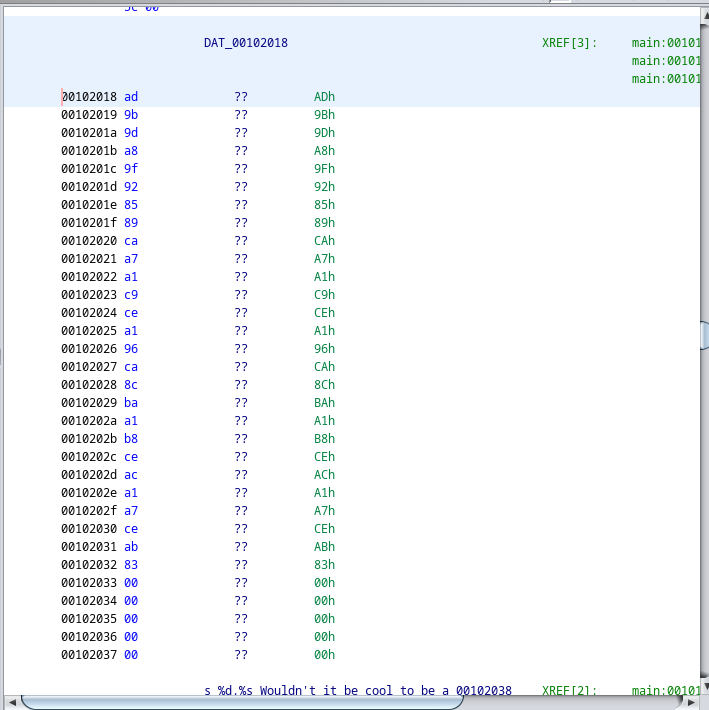 5c 00
DAT_00102018 XREF[3]: main:00101
main:00101
main:00101
00102018 ad ?? ADh
00102019 9b ?? 9Bh
0010201a 9d ?? 9Dh
0010201b a8 ?? A8h
0010201c 9f ?? 9Fh
0010201d 92 ?? 92h
0010201e 85 ?? 85h
0010201f 89 ?? 89h
00102020 ca ?? CAh
00102021 a7 ?? A7h
00102022 a1 ?? A1h
00102023 c9 ?? C9h
00102024 ce ?? CEh
00102025 a1 ?? A1h
00102026 96 ?? 96h
00102027 ca ?? CAh
00102028 8c ?? 8Ch
00102029 ba ?? BAh
0010202a a1 ?? A1h
0010202b b8 ?? B8h
0010202c ce ?? CEh
0010202d ac ?? ACh
0010202e a1 ?? A1h
0010202f a7 ?? A7h
00102030 ce ?? CEh
00102031 ab ?? ABh
00102032 83 ?? 83h
00102033 00 ?? 00h
00102034 00 ?? 00h
00102035 00 ?? 00h
00102036 00 ?? 00h
00102037 00 ?? 00h
s_%d.%s_Wouldn't_it_be_cool_to_be_a_00102038 XREF[2]: main:00101